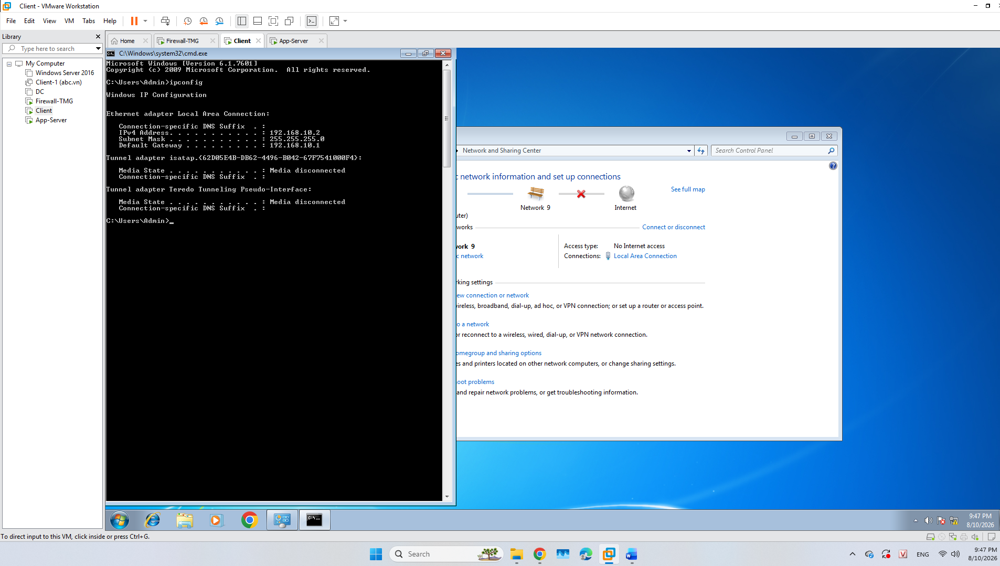 Client - VMware Workstation
File Edit View VM Tabs Help
Library
Type here to search
My Computer
Windows Server 2016
Client-1 (abc.vn)
DC
Firewall-TMG
Client
App-Server
Home
Firewall-TMG
Client
App-Server
C:\Windows\system32\cmd.exe
Microsoft Windows [Version 6.1.7601]
Copyright (c) 2009 Microsoft Corporation.  All rights reserved.
C:\Users\Admin>ipconfig
Windows IP Configuration
Ethernet adapter Local Area Connection:
Connection-specific DNS Suffix  . :
IPv4 Address. . . . . . . . . . . : 192.168.10.2
Subnet Mask . . . . . . . . . . . : 255.255.255.0
Default Gateway . . . . . . . . . : 192.168.10.1
Tunnel adapter isatap.{62D05E4B-DB62-4496-B042-67F7541000F4}:
Media State . . . . . . . . . . . : Media disconnected
Connection-specific DNS Suffix  . :
Tunnel adapter Teredo Tunneling Pseudo-Interface:
Media State . . . . . . . . . . . : Media disconnected
Connection-specific DNS Suffix  . :
C:\Users\Admin>_
Network and Sharing Center
Search Control Panel
c network information and set up connections
See full map
Network 9
Internet
uter)
works
Connect or disconnect
work 9
c network
Access type: No Internet access
Connections: Local Area Connection
rking settings
ew connection or network
wireless, broadband, dial-up, ad hoc, or VPN connection; or set up a router or access point.
o a network
or reconnect to a wireless, wired, dial-up, or VPN network connection.
omegroup and sharing options
es and printers located on other network computers, or change sharing settings.
oot problems
and repair network problems, or get troubleshooting information.
9:47 PM
8/10/2026
To direct input to this VM, click inside or press Ctrl+G.
Search
ENG
9:47 PM
8/10/2026